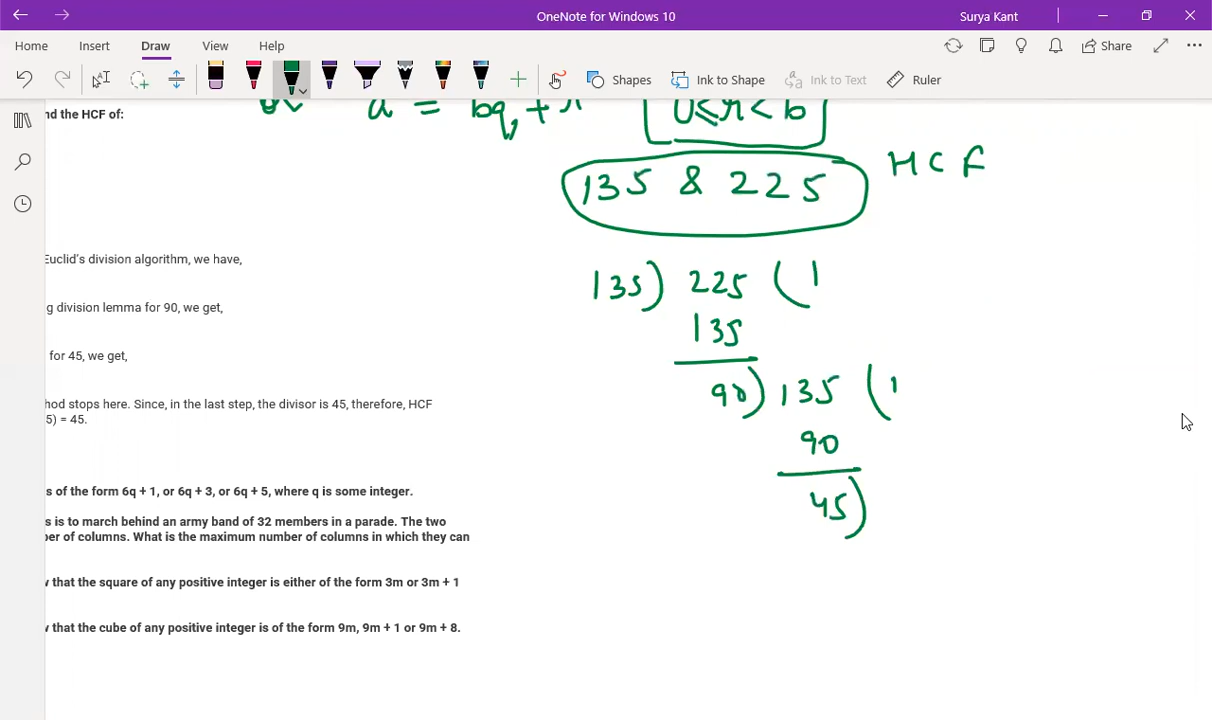 OneNote for Windows 10
Surya Kant
Home Insert Draw View Help
Share
Shapes Ink to Shape Ink to Text Ruler
nd the HCF of:
a = bq + r 0≤r<b
135 & 225 HCF
Euclid's division algorithm, we have,
135) 225 (1
g division lemma for 90, we get,
135
for 45, we get,
90) 135 (1
hod stops here. Since, in the last step, the divisor is 45, therefore, HCF
5) = 45.
90
45)
s of the form 6q + 1, or 6q + 3, or 6q + 5, where q is some integer.
s is to march behind an army band of 32 members in a parade. The two
ber of columns. What is the maximum number of columns in which they can
w that the square of any positive integer is either of the form 3m or 3m + 1
w that the cube of any positive integer is of the form 9m, 9m + 1 or 9m + 8.